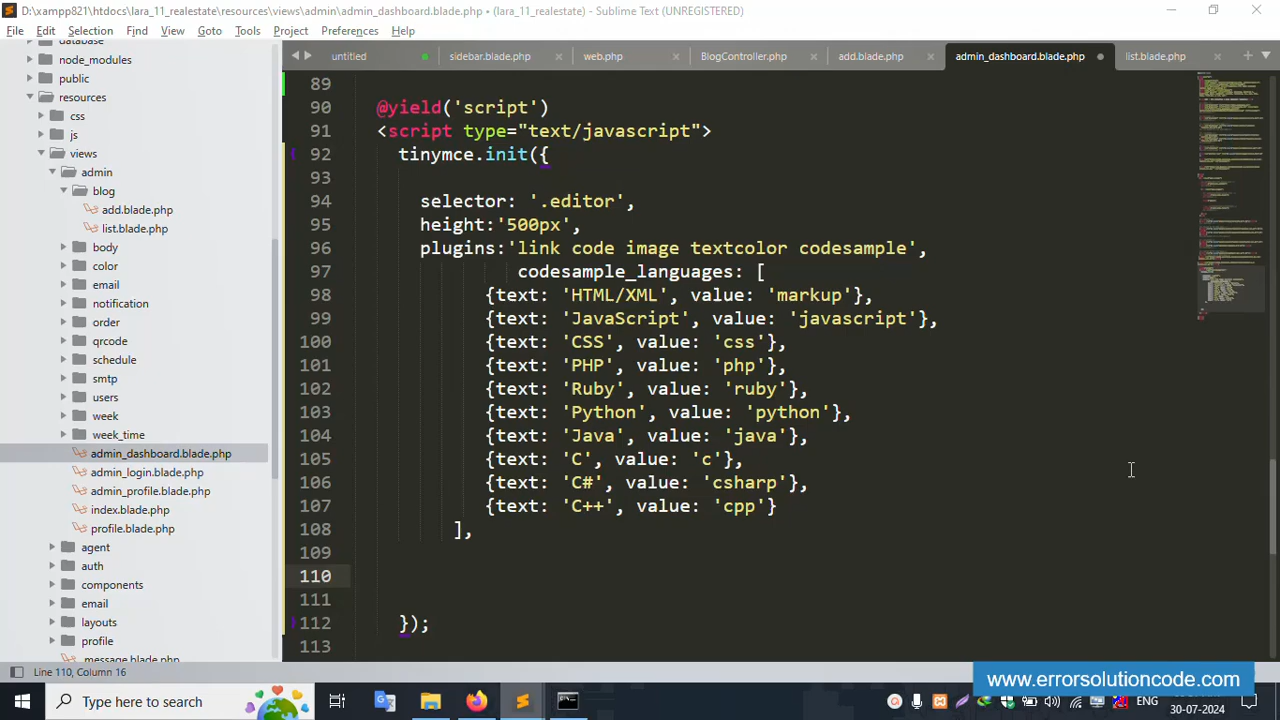 D:\xampp821\htdocs\lara_11_realestate\resources\views\admin\admin_dashboard.blade.php • (lara_11_realestate) - Sublime Text (UNREGISTERED)
File Edit Selection Find View Goto Tools Project Preferences Help
untitled sidebar.blade.php web.php BlogController.php add.blade.php admin_dashboard.blade.php list.blade.php
database
node_modules
public
resources
css
js
views
admin
blog
add.blade.php
list.blade.php
body
color
email
notification
order
qrcode
schedule
smtp
users
week
week_time
admin_dashboard.blade.php
admin_login.blade.php
admin_profile.blade.php
index.blade.php
profile.blade.php
agent
auth
components
email
layouts
profile
message.blade.php
89
90 @yield('script')
91 <script type="text/javascript">
92 tinymce.init({
93
94 selector: '.editor',
95 height:'500px',
96 plugins:'link code image textcolor codesample',
97 codesample_languages: [
98 {text: 'HTML/XML', value: 'markup'},
99 {text: 'JavaScript', value: 'javascript'},
100 {text: 'CSS', value: 'css'},
101 {text: 'PHP', value: 'php'},
102 {text: 'Ruby', value: 'ruby'},
103 {text: 'Python', value: 'python'},
104 {text: 'Java', value: 'java'},
105 {text: 'C', value: 'c'},
106 {text: 'C#', value: 'csharp'},
107 {text: 'C++', value: 'cpp'}
108 ],
109
110
111
112 });
113
Line 110, Column 16
www.errorsolutioncode.com
Type here to search
ENG
30-07-2024